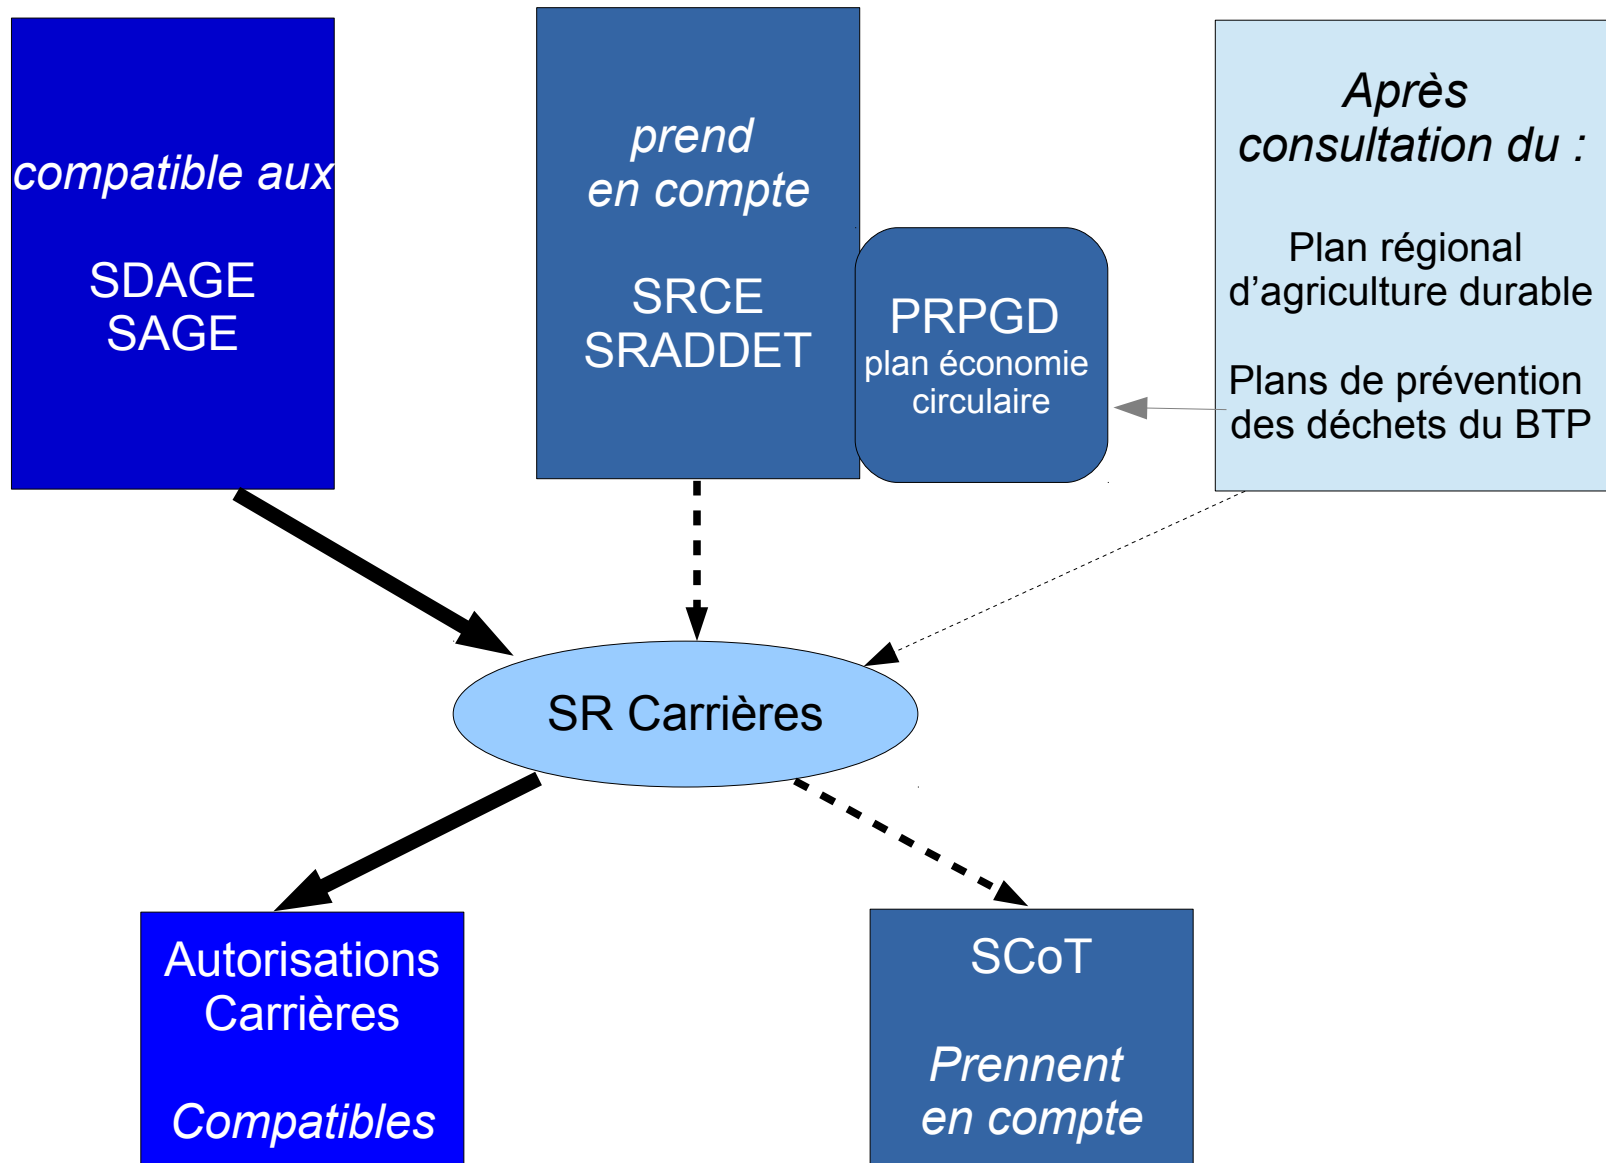 compatible aux
SDAGE
SAGE
prend
en compte
SRCE
SRADDET
PRPGD
plan économie
circulaire
Après
consultation du :
Plan régional
d’agriculture durable
Plans de prévention
des déchets du BTP
SR Carrières
Autorisations
Carrières
Compatibles
SCoT
Prennent
en compte